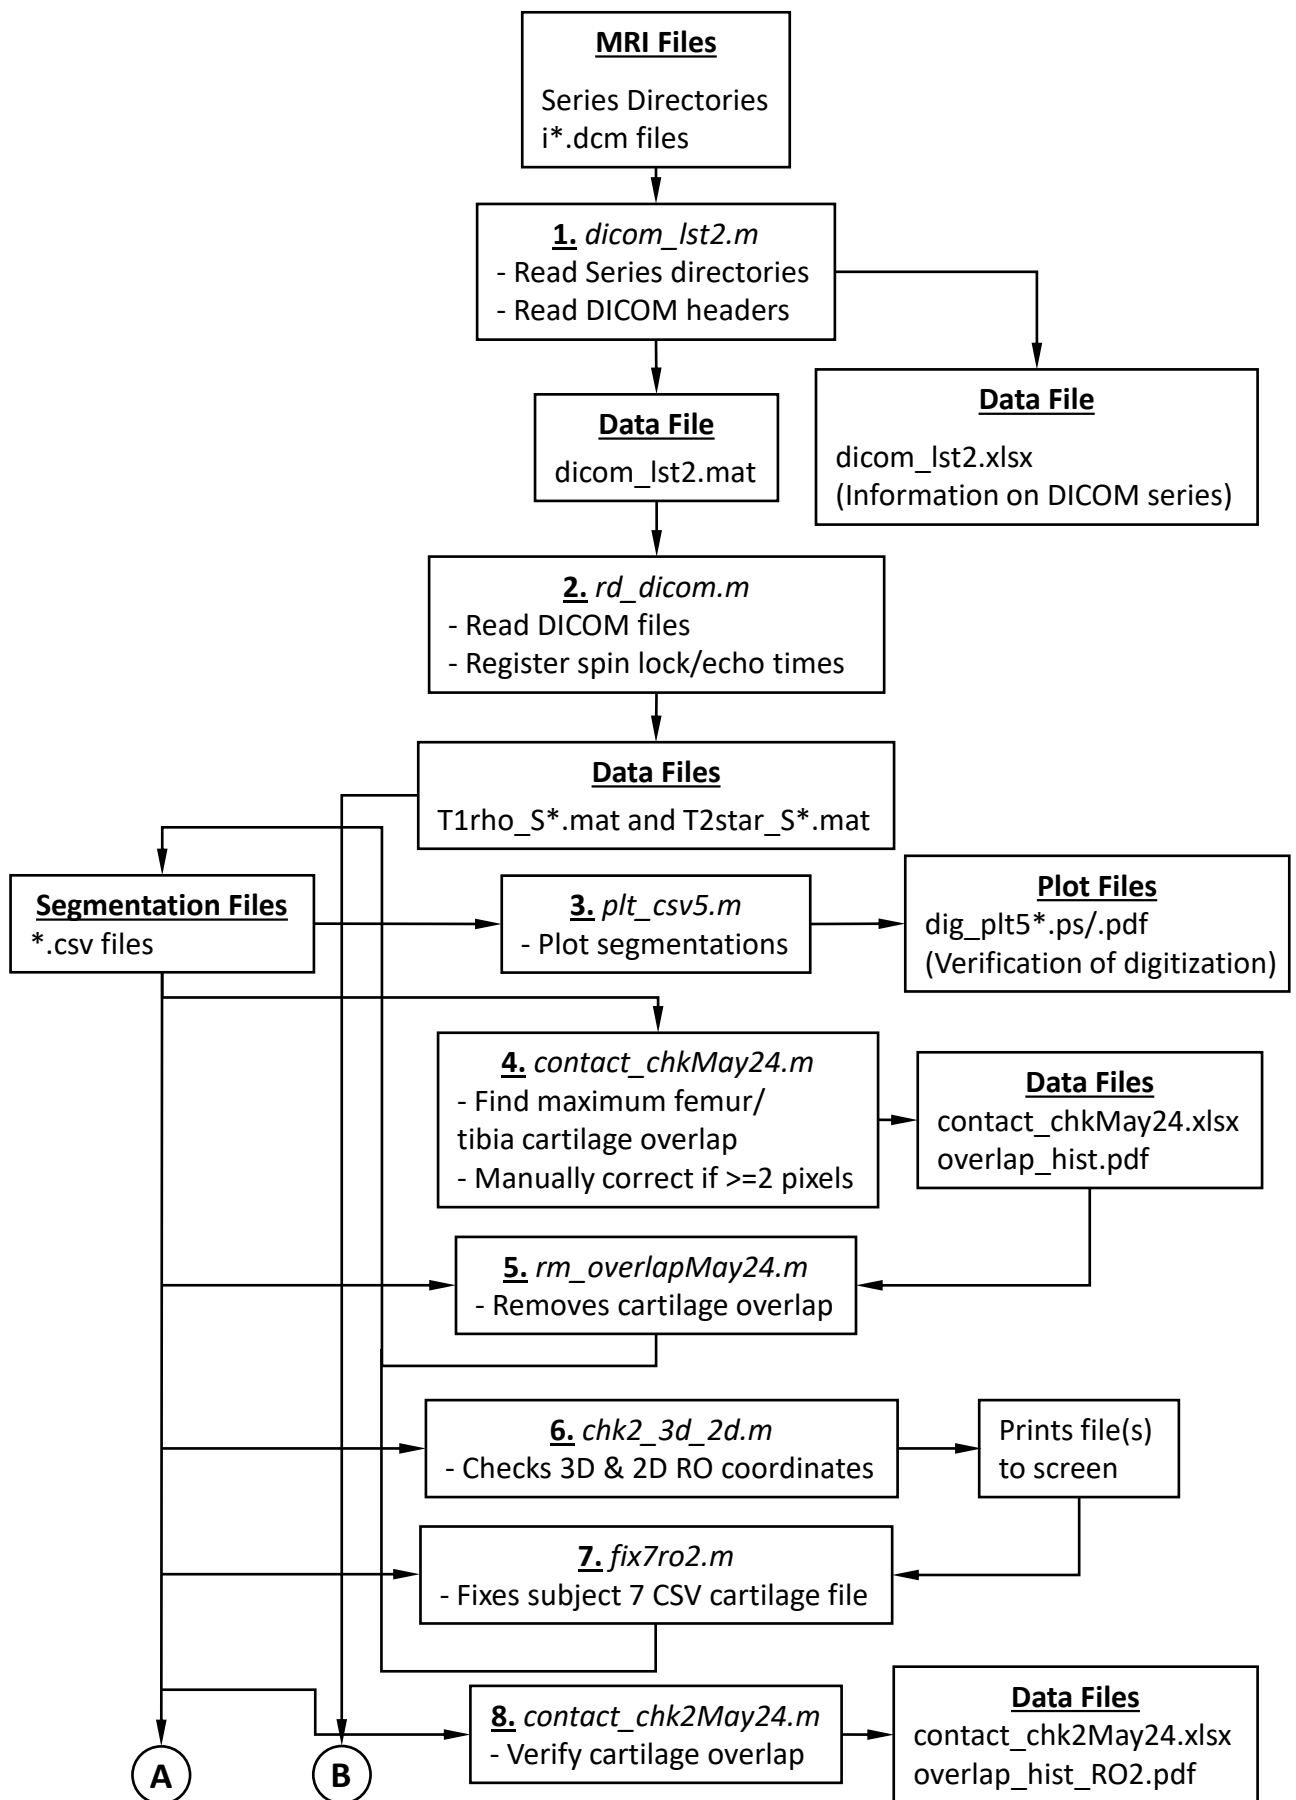 MRI Files
Series Directories
i*.dcm files
1. dicom_lst2.m
- Read Series directories
- Read DICOM headers
Data File
dicom_lst2.mat
Data File
dicom_lst2.xlsx
(Information on DICOM series)
2. rd_dicom.m
- Read DICOM files
- Register spin lock/echo times
Data Files
T1rho_S*.mat and T2star_S*.mat
Segmentation Files
*.csv files
3. plt_csv5.m
- Plot segmentations
Plot Files
dig_plt5*.ps/.pdf
(Verification of digitization)
4. contact_chkMay24.m
- Find maximum femur/
tibia cartilage overlap
- Manually correct if >=2 pixels
Data Files
contact_chkMay24.xlsx
overlap_hist.pdf
5. rm_overlapMay24.m
- Removes cartilage overlap
6. chk2_3d_2d.m
- Checks 3D & 2D RO coordinates
Prints file(s)
to screen
7. fix7ro2.m
- Fixes subject 7 CSV cartilage file
8. contact_chk2May24.m
- Verify cartilage overlap
Data Files
contact_chk2May24.xlsx
overlap_hist_RO2.pdf
A
B